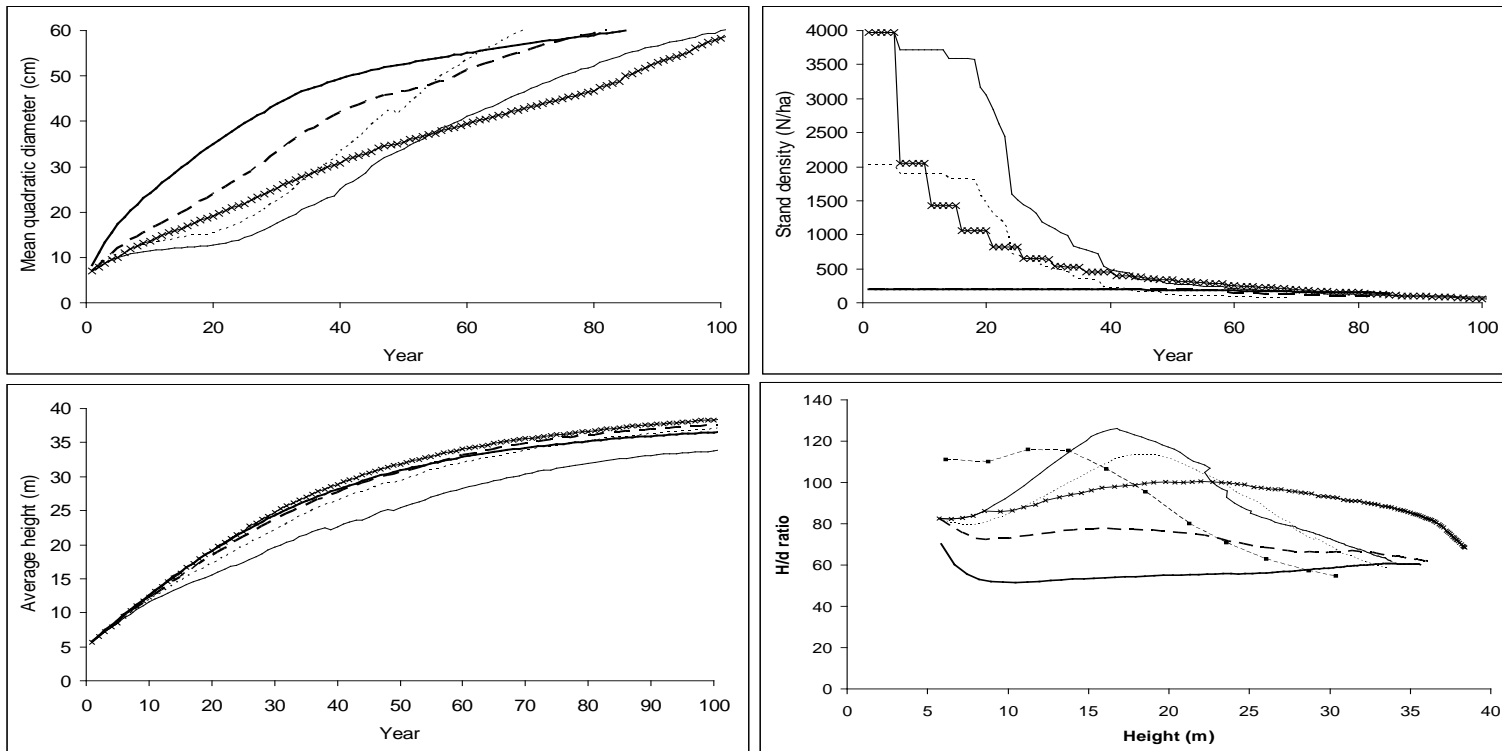 Mean quadratic diameter (cm)
60
50
40
30
20
10
0
0 20 40 60 80 100
Year
Stand density (N/ha)
4000
3500
3000
2500
2000
1500
1000
500
0
0 20 40 60 80 100
Year
Average height (m)
40
35
30
25
20
15
10
5
0
0 10 20 30 40 50 60 70 80 90 100
Year
H/d ratio
140
120
100
80
60
40
20
0
0 5 10 15 20 25 30 35 40
Height (m)